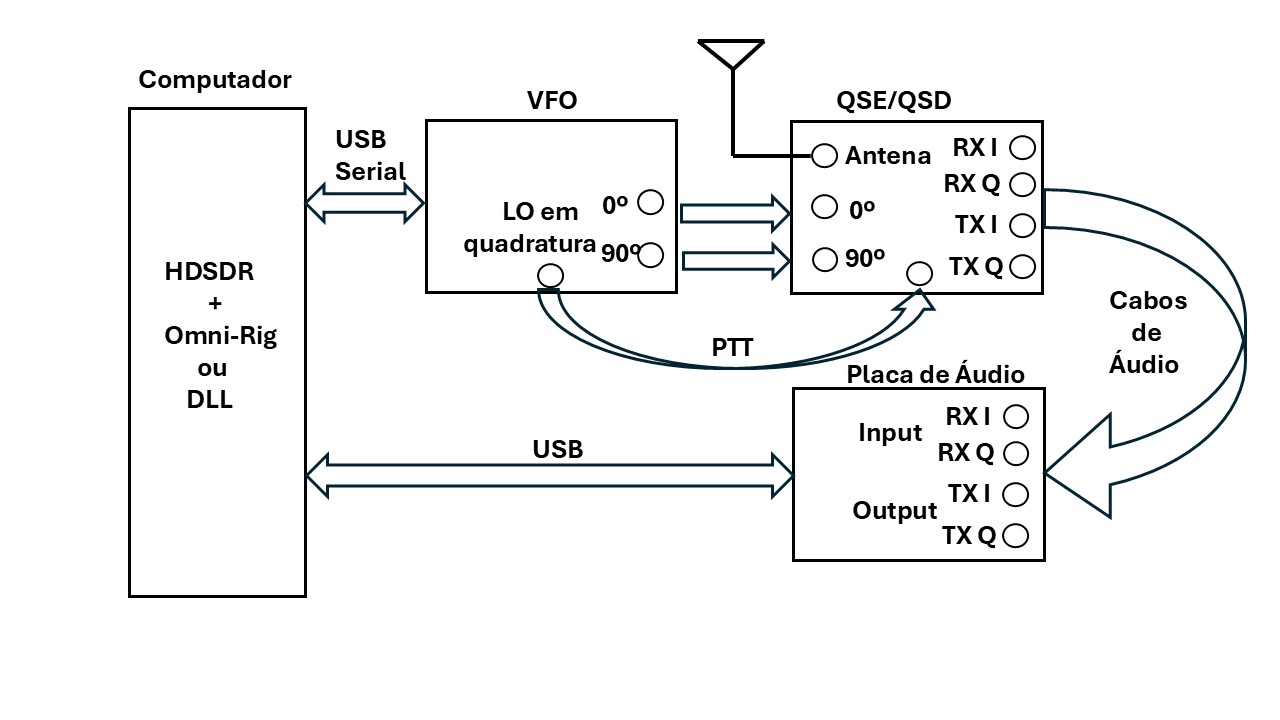 Computador
HDSDR
+
Omni-Rig
ou
DLL
USB
Serial
VFO
LO em
quadratura
0º
90º
QSE/QSD
Antena
0º
90º
RX I
RX Q
TX I
TX Q
PTT
Cabos
de
Áudio
USB
Placa de Áudio
Input
Output
RX I
RX Q
TX I
TX Q